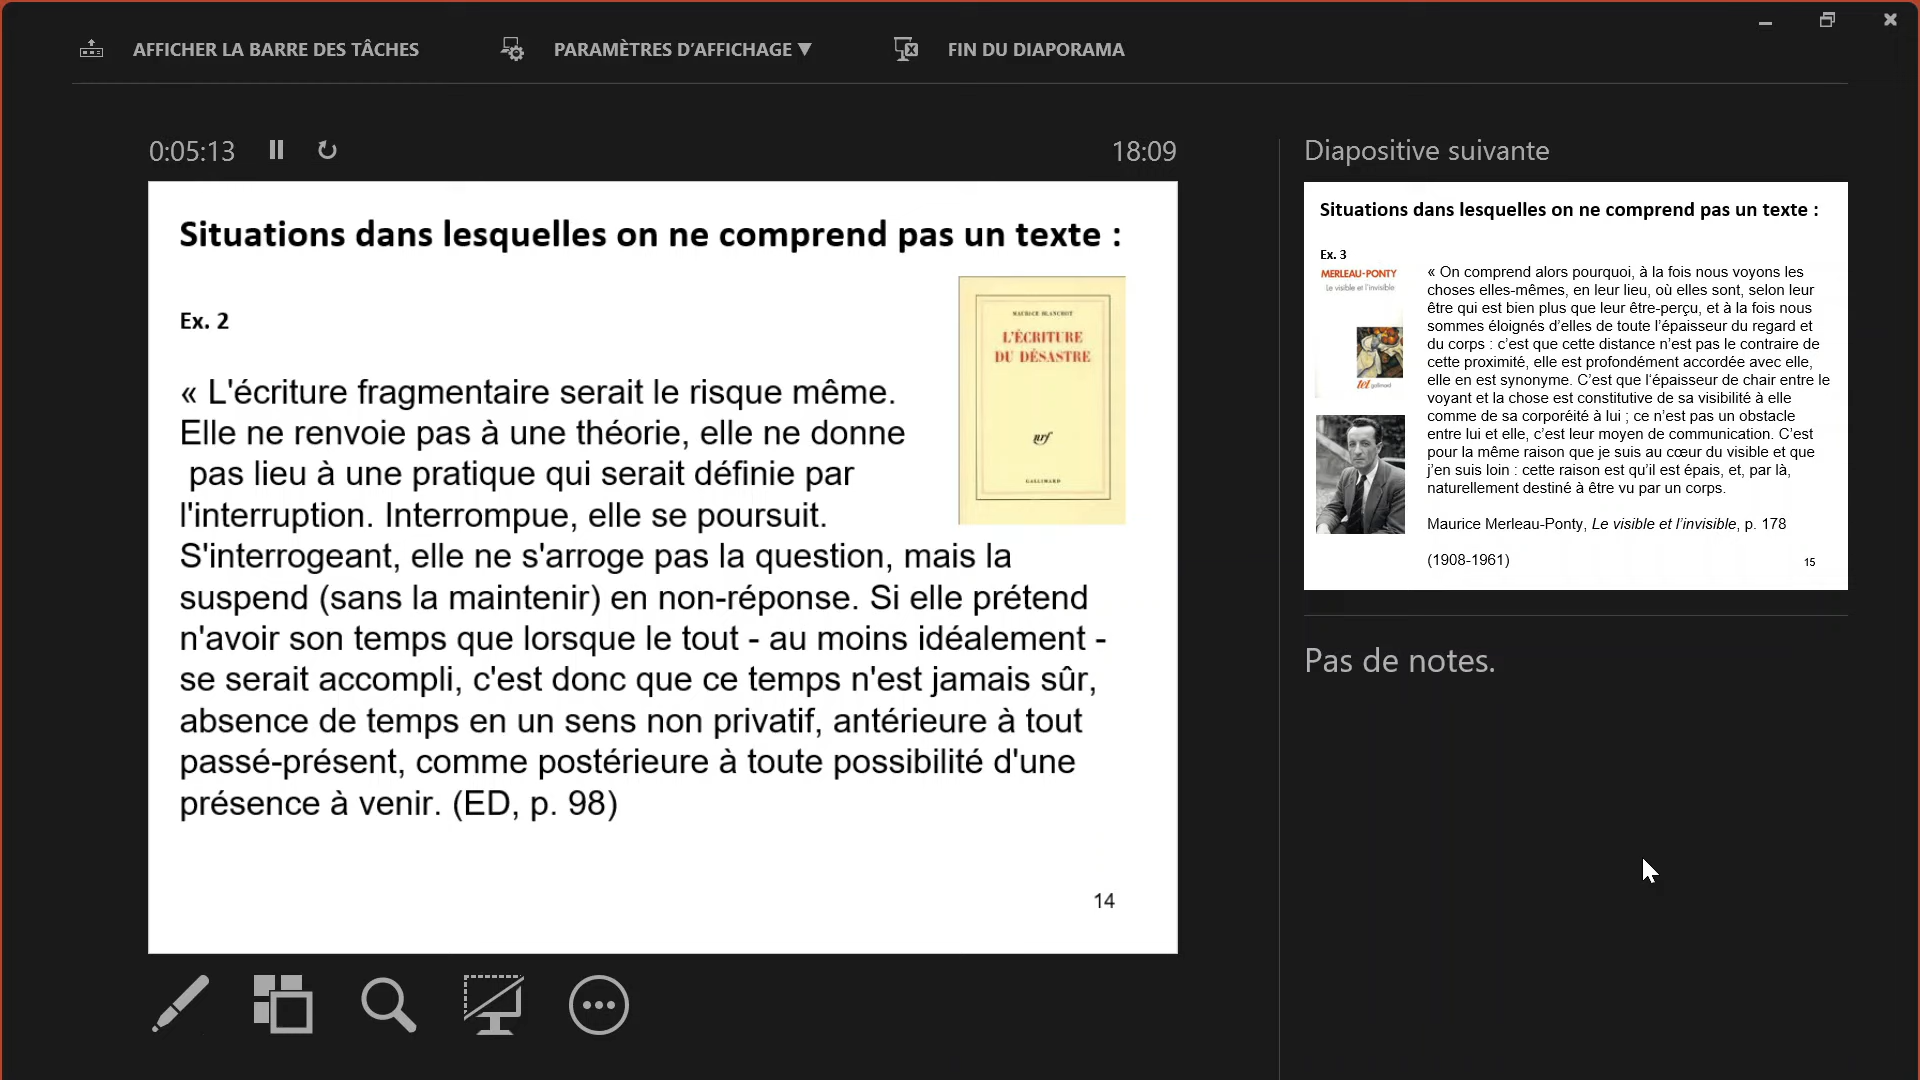 AFFICHER LA BARRE DES TÂCHES
PARAMÈTRES D'AFFICHAGE ▼
FIN DU DIAPORAMA
0:05:13
18:09
Situations dans lesquelles on ne comprend pas un texte :
Ex. 2
MAURICE BLANCHOT
L'ÉCRITURE
DU DÉSASTRE
nrf
GALLIMARD
« L'écriture fragmentaire serait le risque même.
Elle ne renvoie pas à une théorie, elle ne donne
pas lieu à une pratique qui serait définie par
l'interruption. Interrompue, elle se poursuit.
S'interrogeant, elle ne s'arroge pas la question, mais la
suspend (sans la maintenir) en non-réponse. Si elle prétend
n'avoir son temps que lorsque le tout - au moins idéalement -
se serait accompli, c'est donc que ce temps n'est jamais sûr,
absence de temps en un sens non privatif, antérieure à tout
passé-présent, comme postérieure à toute possibilité d'une
présence à venir. (ED, p. 98)
14
Diapositive suivante
Situations dans lesquelles on ne comprend pas un texte :
Ex. 3
MERLEAU-PONTY
Le visible et l'invisible
tel gallimard
« On comprend alors pourquoi, à la fois nous voyons les
choses elles-mêmes, en leur lieu, où elles sont, selon leur
être qui est bien plus que leur être-perçu, et à la fois nous
sommes éloignés d'elles de toute l'épaisseur du regard et
du corps : c'est que cette distance n'est pas le contraire de
cette proximité, elle est profondément accordée avec elle,
elle en est synonyme. C'est que l'épaisseur de chair entre le
voyant et la chose est constitutive de sa visibilité à elle
comme de sa corporéité à lui ; ce n'est pas un obstacle
entre lui et elle, c'est leur moyen de communication. C'est
pour la même raison que je suis au cœur du visible et que
j'en suis loin : cette raison est qu'il est épais, et, par là,
naturellement destiné à être vu par un corps.
Maurice Merleau-Ponty, Le visible et l'invisible, p. 178
(1908-1961)
15
Pas de notes.